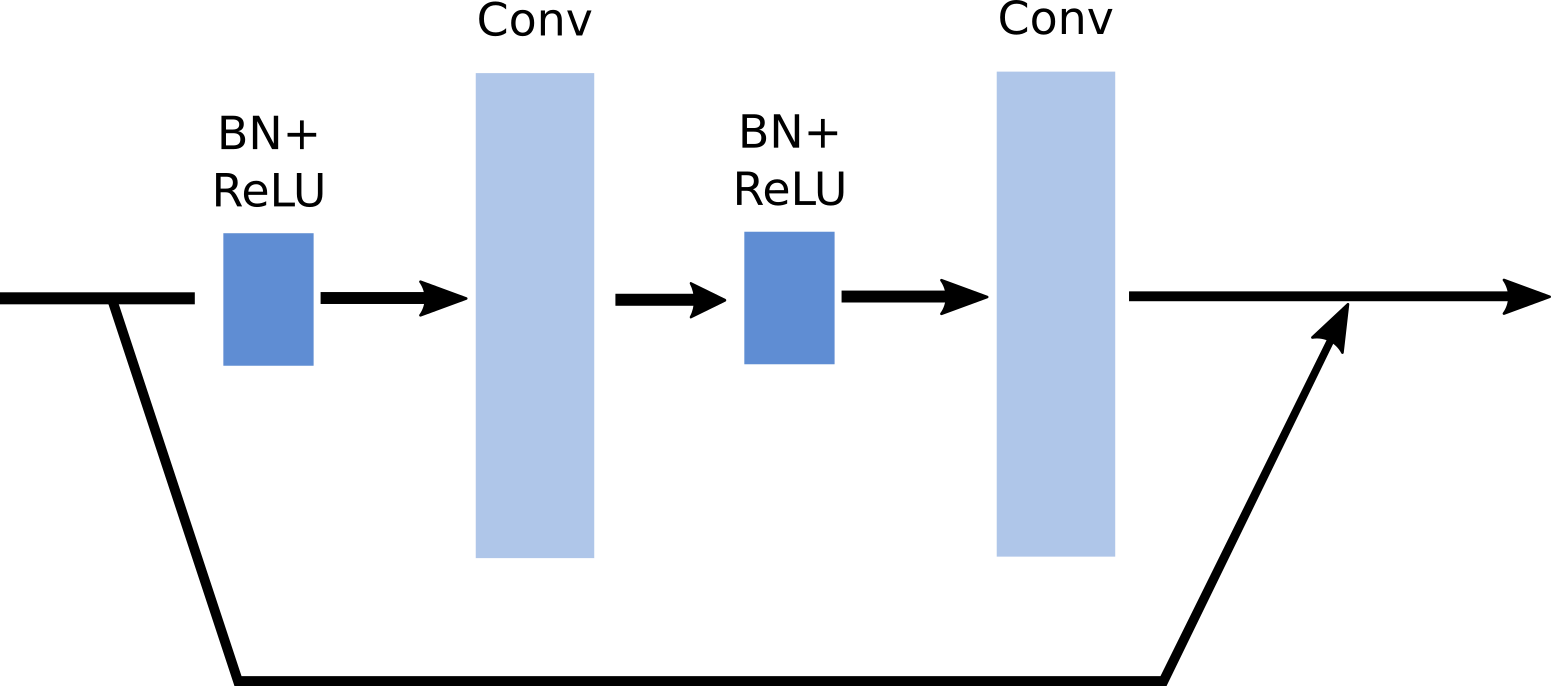 Conv
Conv
BN+
ReLU
BN+
ReLU